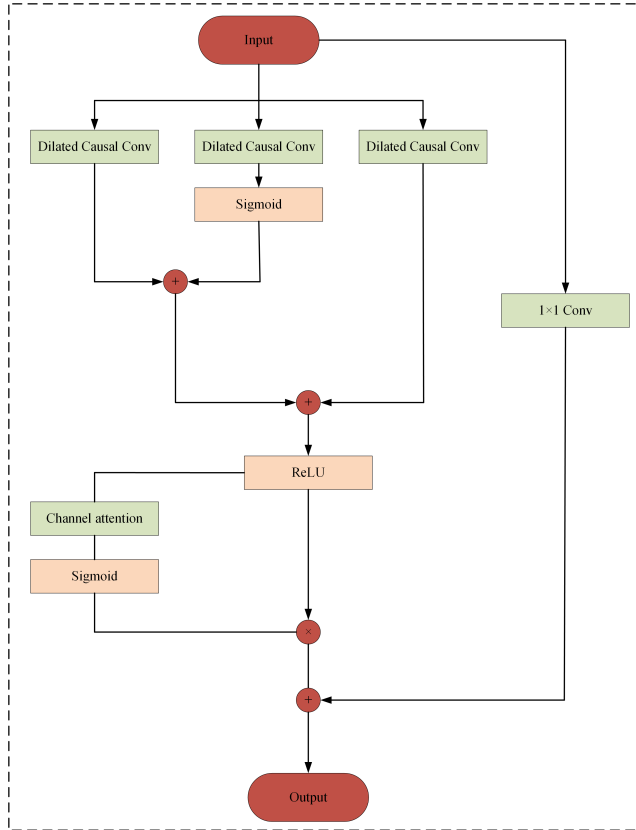 Input
Dilated Causal Conv
Dilated Causal Conv
Dilated Causal Conv
Sigmoid
+
1×1 Conv
+
ReLU
Channel attention
Sigmoid
×
+
Output